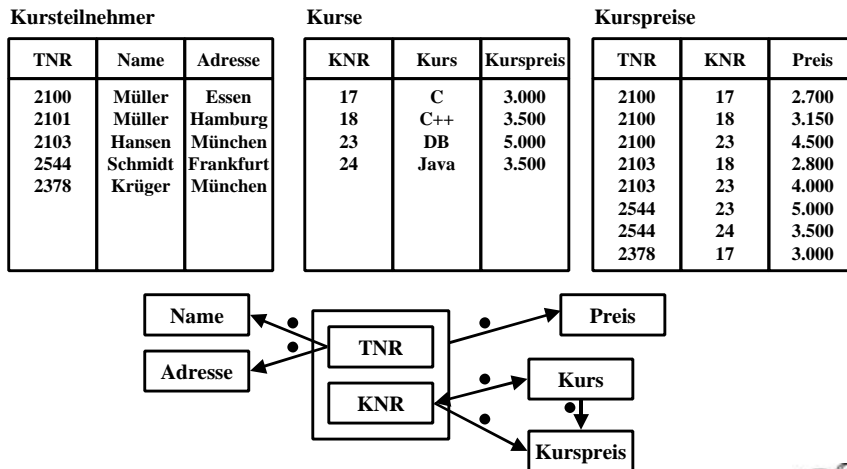 Kursteilnehmer
TNR Name Adresse
2100 Müller Essen
2101 Müller Hamburg
2103 Hansen München
2544 Schmidt Frankfurt
2378 Krüger München
Kurse
KNR Kurs Kurspreis
17 C 3.000
18 C++ 3.500
23 DB 5.000
24 Java 3.500
Kurspreise
TNR KNR Preis
2100 17 2.700
2100 18 3.150
2100 23 4.500
2103 18 2.800
2103 23 4.000
2544 23 5.000
2544 24 3.500
2378 17 3.000
Name
Adresse
TNR
KNR
Preis
Kurs
Kurspreis